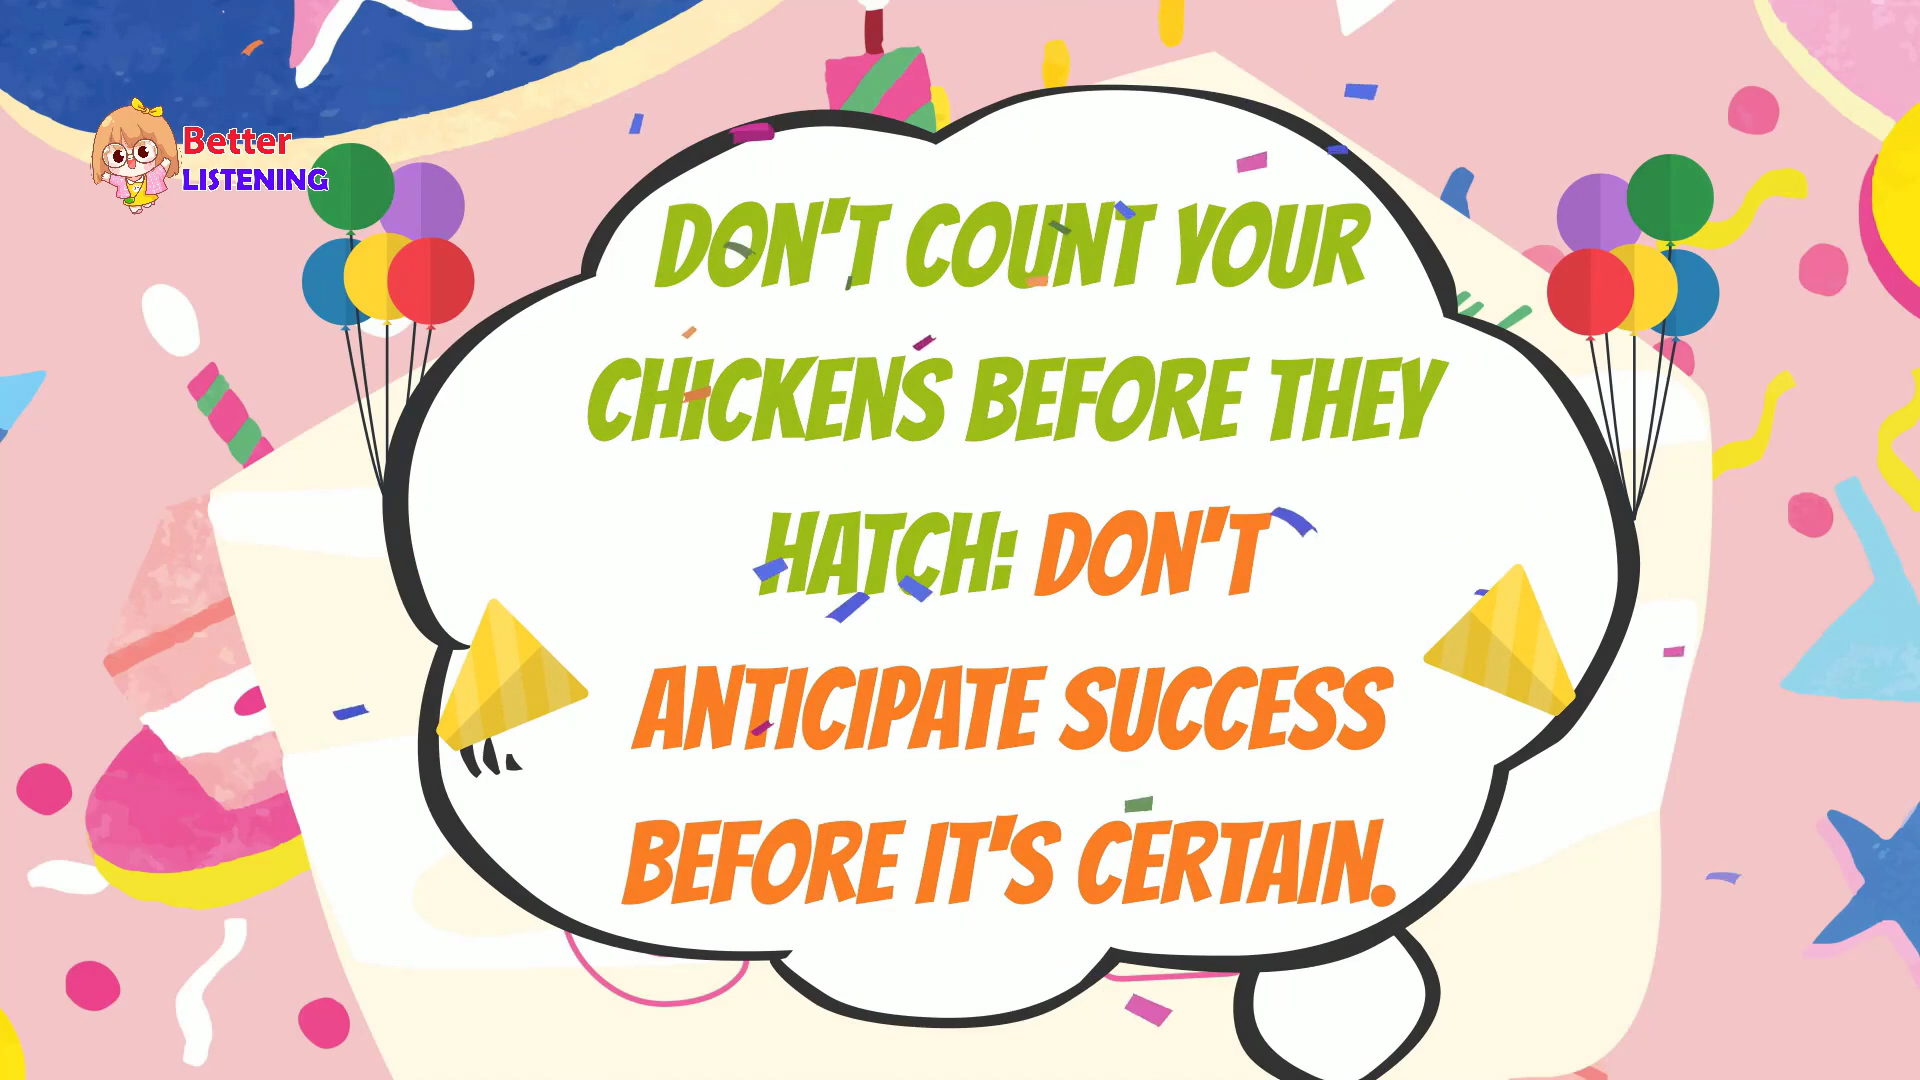 Better
LISTENING
DON'T COUNT YOUR
CHICKENS BEFORE THEY
HATCH: DON'T
ANTICIPATE SUCCESS
BEFORE IT'S CERTAIN.